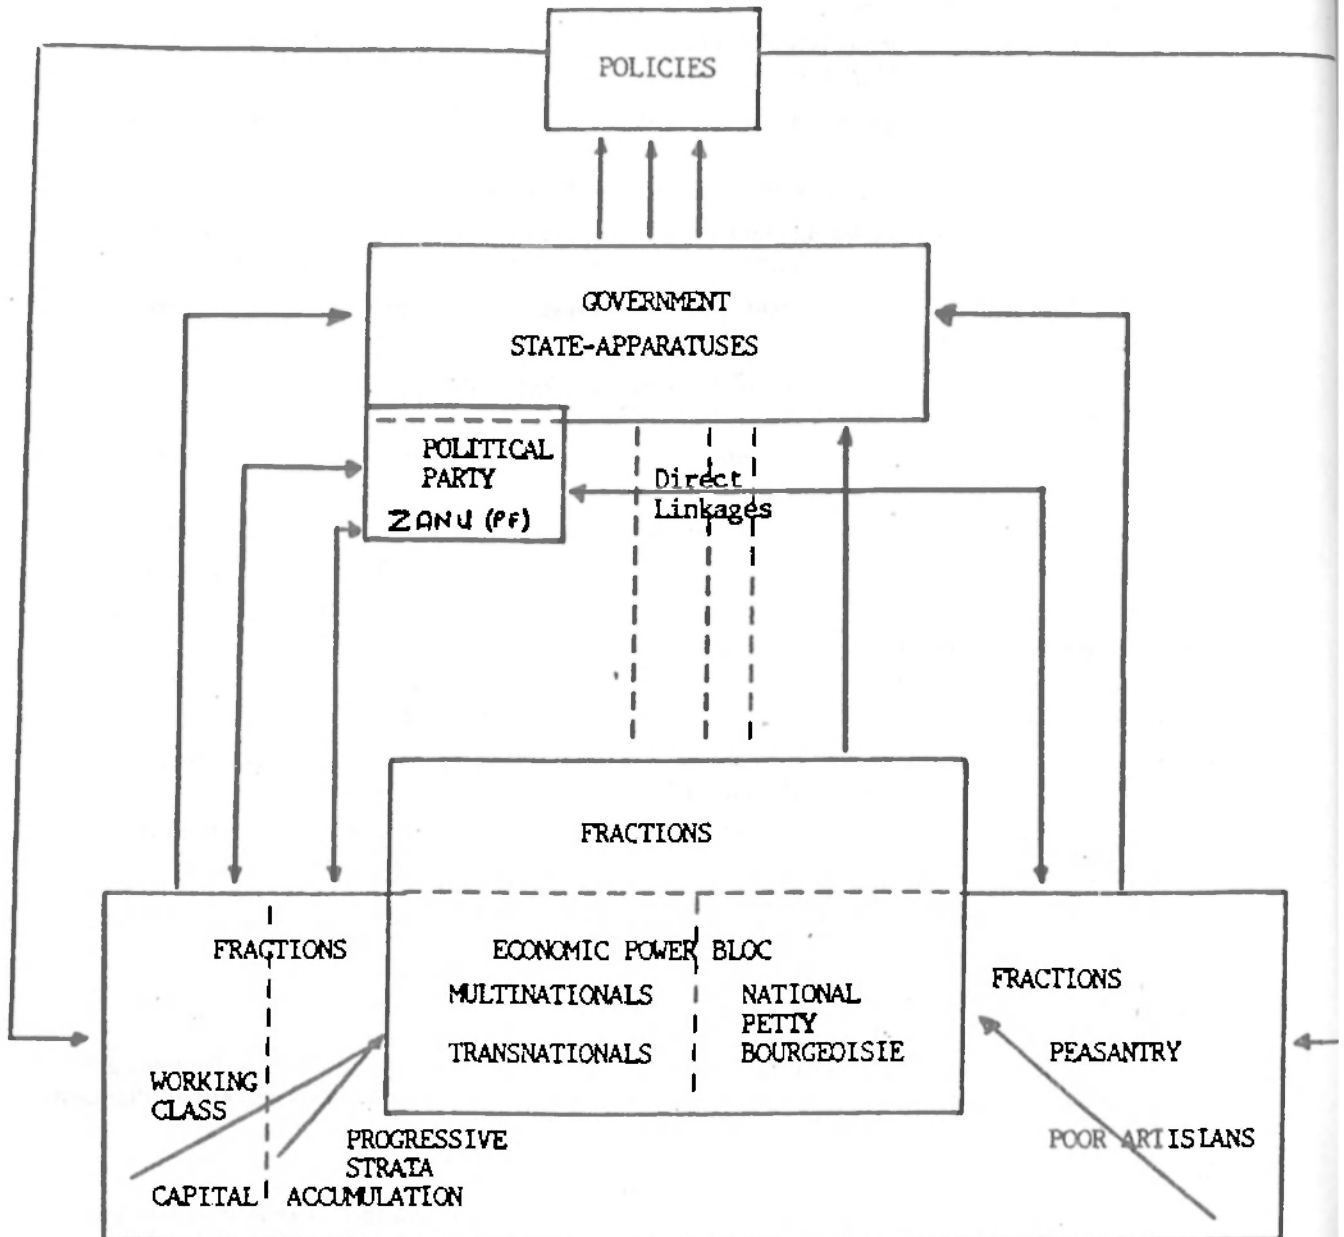 POLICIES
GOVERNMENT
STATE-APPARATUSES
POLITICAL
PARTY
ZANU (PF)
Direct
Linkages
FRACTIONS
FRACTIONS
WORKING
CLASS
PROGRESSIVE
STRATA
CAPITAL ACCUMULATION
ECONOMIC POWER BLOC
MULTINATIONALS
TRANSNATIONALS
NATIONAL
PETTY
BOURGEOISIE
FRACTIONS
PEASANTRY
POOR ARTISIANS